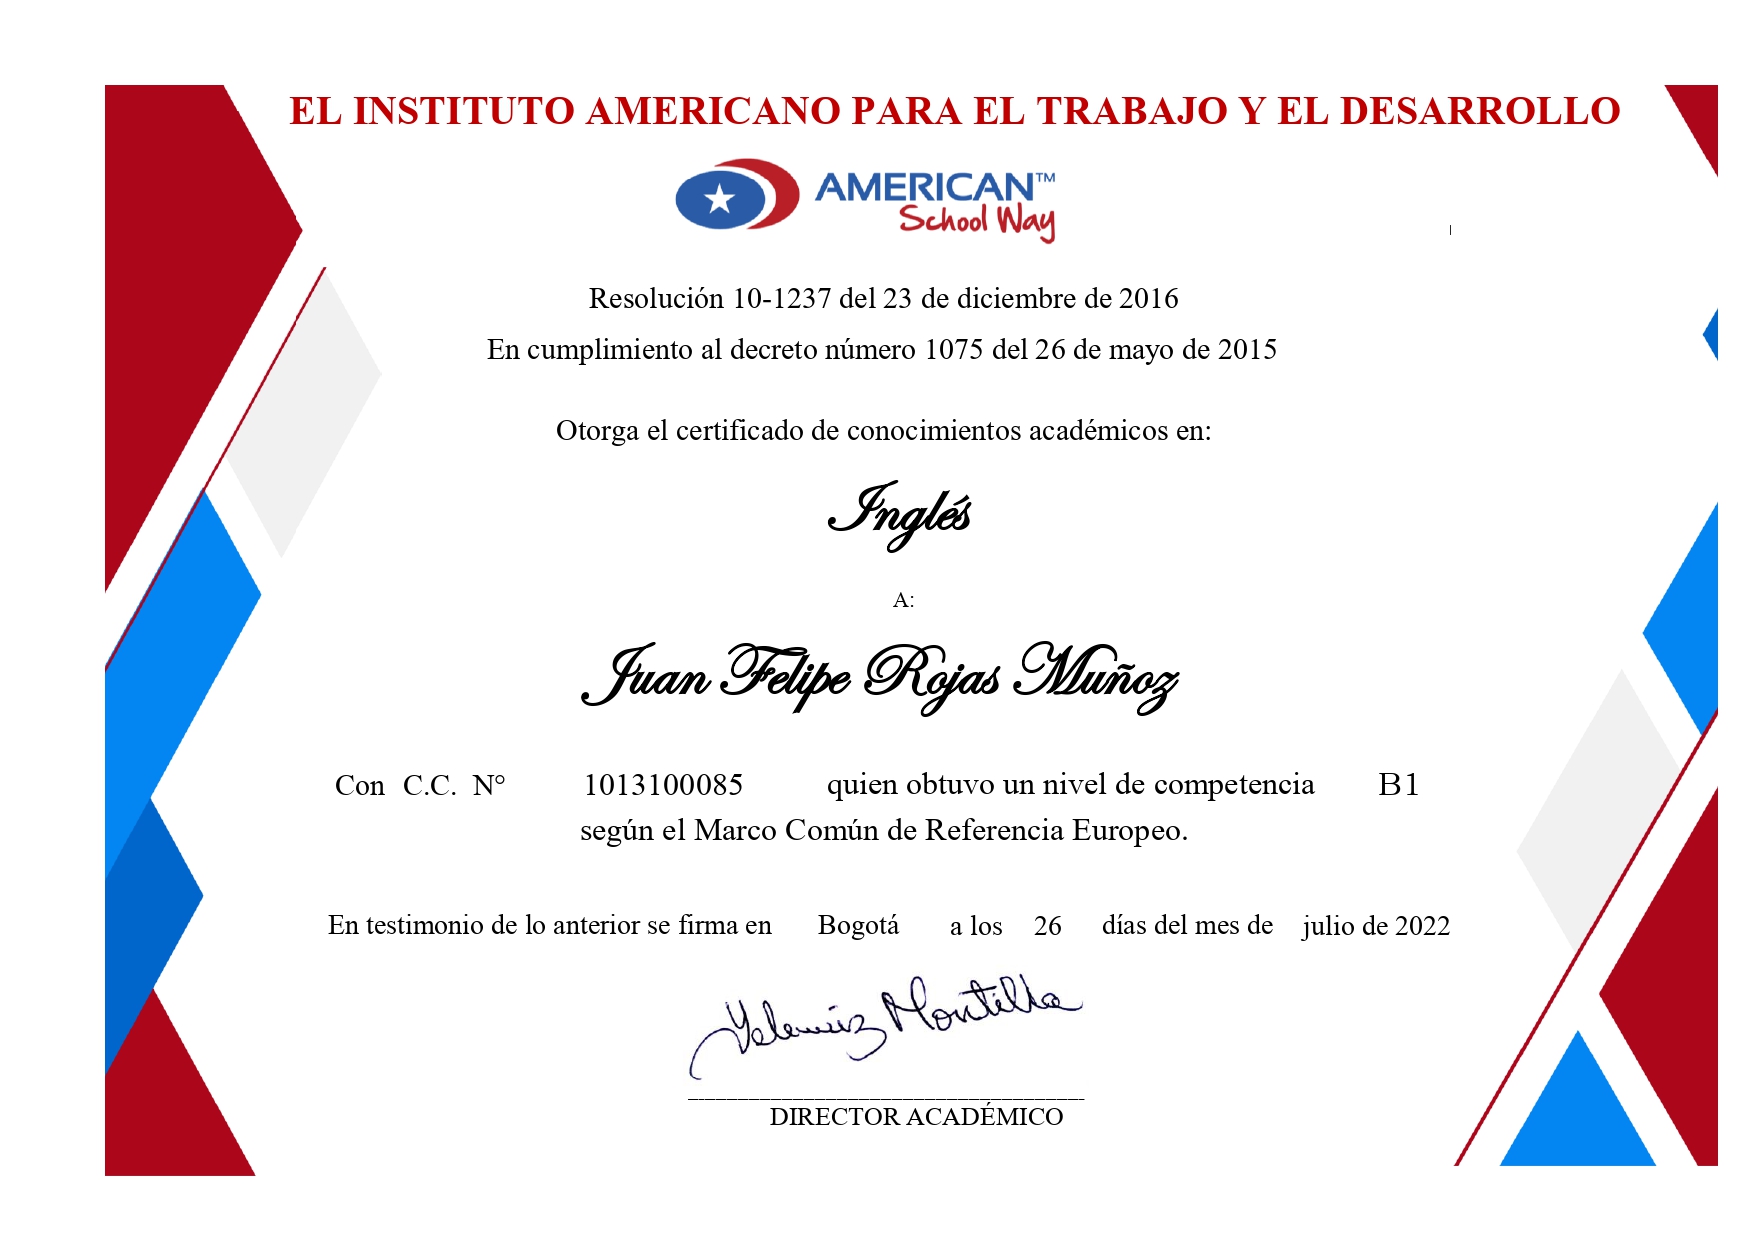 EL INSTITUTO AMERICANO PARA EL TRABAJO Y EL DESARROLLO
AMERICAN™
School Way
Resolución 10-1237 del 23 de diciembre de 2016
En cumplimiento al decreto número 1075 del 26 de mayo de 2015
Otorga el certificado de conocimientos académicos en:
Inglés
A:
Juan Felipe Rojas Muñoz
Con C.C. N° 1013100085 quien obtuvo un nivel de competencia B1
según el Marco Común de Referencia Europeo.
En testimonio de lo anterior se firma en Bogotá a los 26 días del mes de julio de 2022
Montilla
DIRECTOR ACADÉMICO